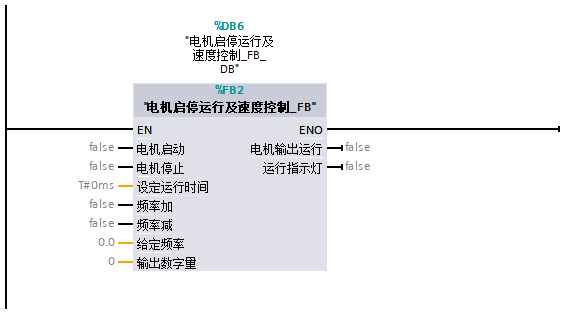 %DB6
"电机启停运行及
速度控制_FB_
DB"
%FB2
"电机启停运行及速度控制_FB"
EN ENO
false 电机启动 电机输出运行 false
false 电机停止 运行指示灯 false
T#0ms 设定运行时间
false 频率加
false 频率减
0.0 给定频率
0 输出数字量